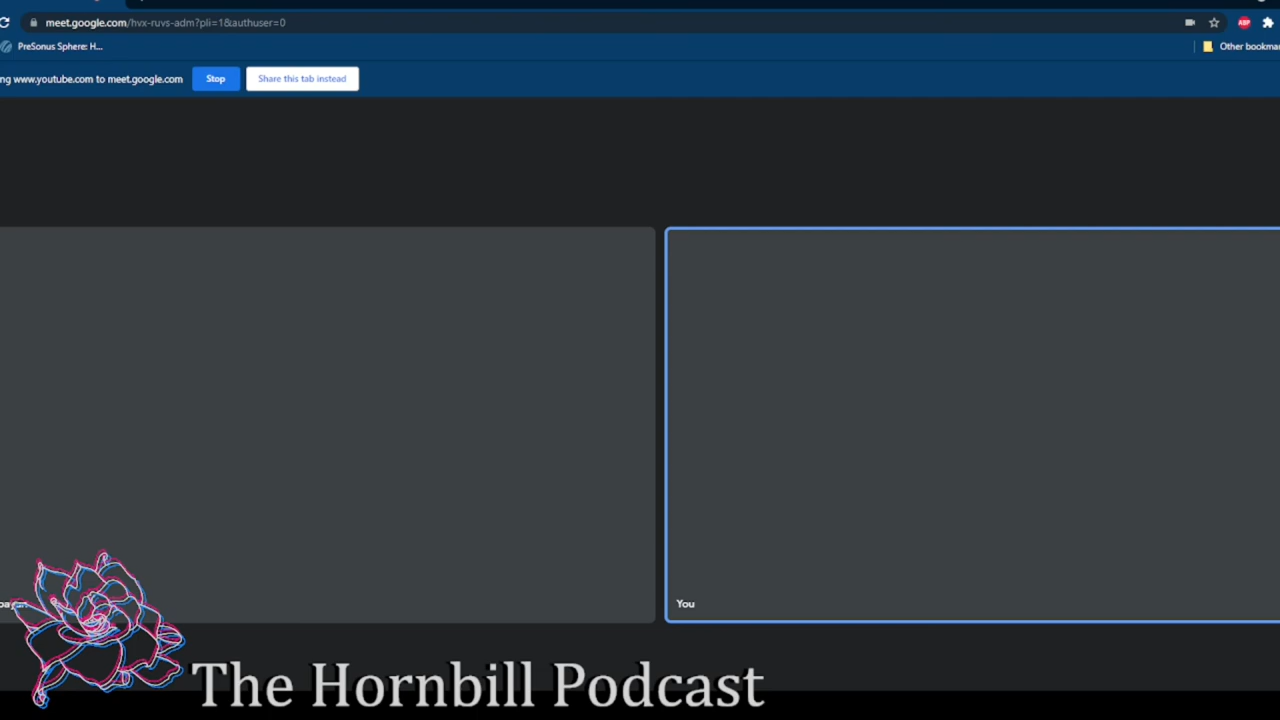 meet.google.com/hvx-ruvs-adm?pli=1&authuser=0
ABP
PreSonus Sphere: H...
Other bookmar
ng www.youtube.com to meet.google.com
Stop
Share this tab instead
You
The Hornbill Podcast